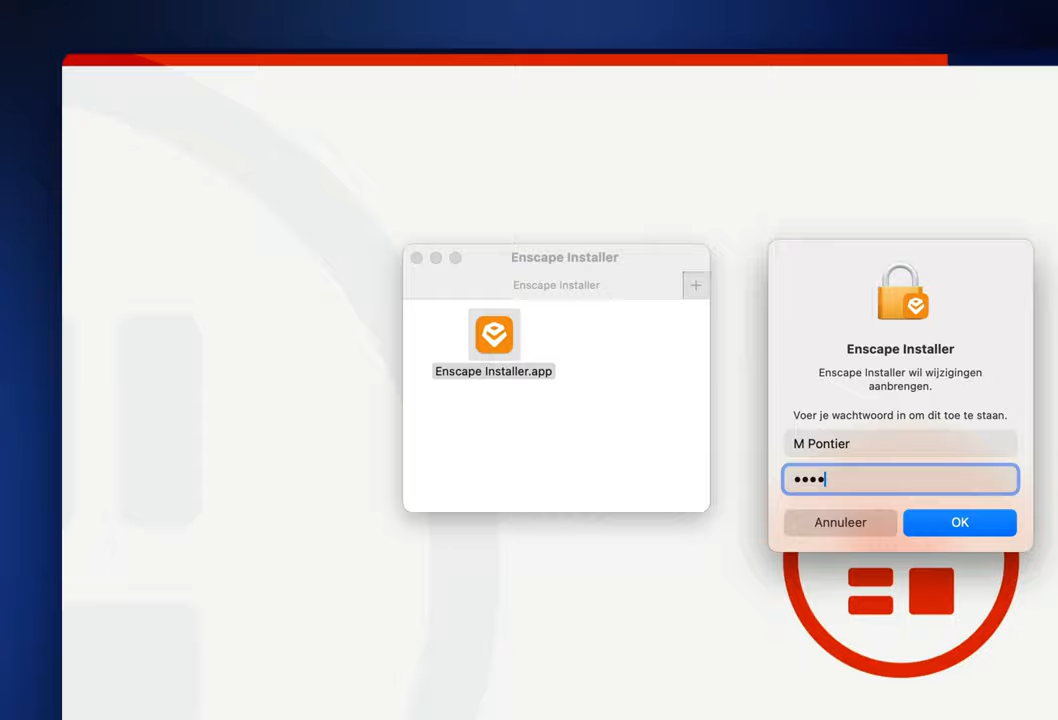 Enscape Installer
Enscape Installer
Enscape Installer.app
Enscape Installer
Enscape Installer wil wijzigingen
aanbrengen.
Voer je wachtwoord in om dit toe te staan.
M Pontier
••••
Annuleer
OK